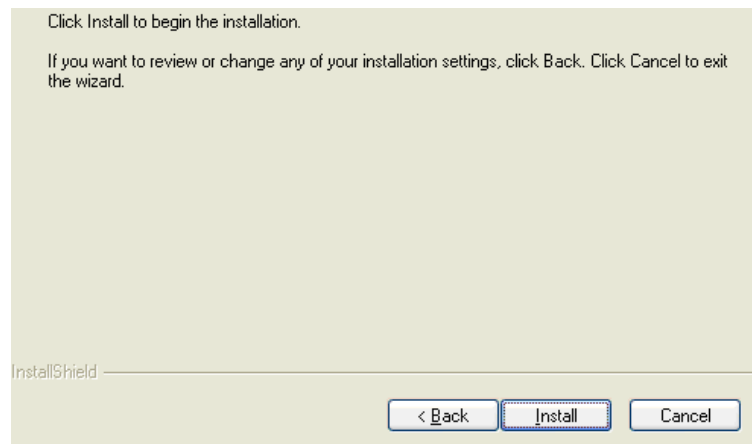 Click Install to begin the installation.
If you want to review or change any of your installation settings, click Back. Click Cancel to exit
the wizard.
InstallShield
< Back
Install
Cancel